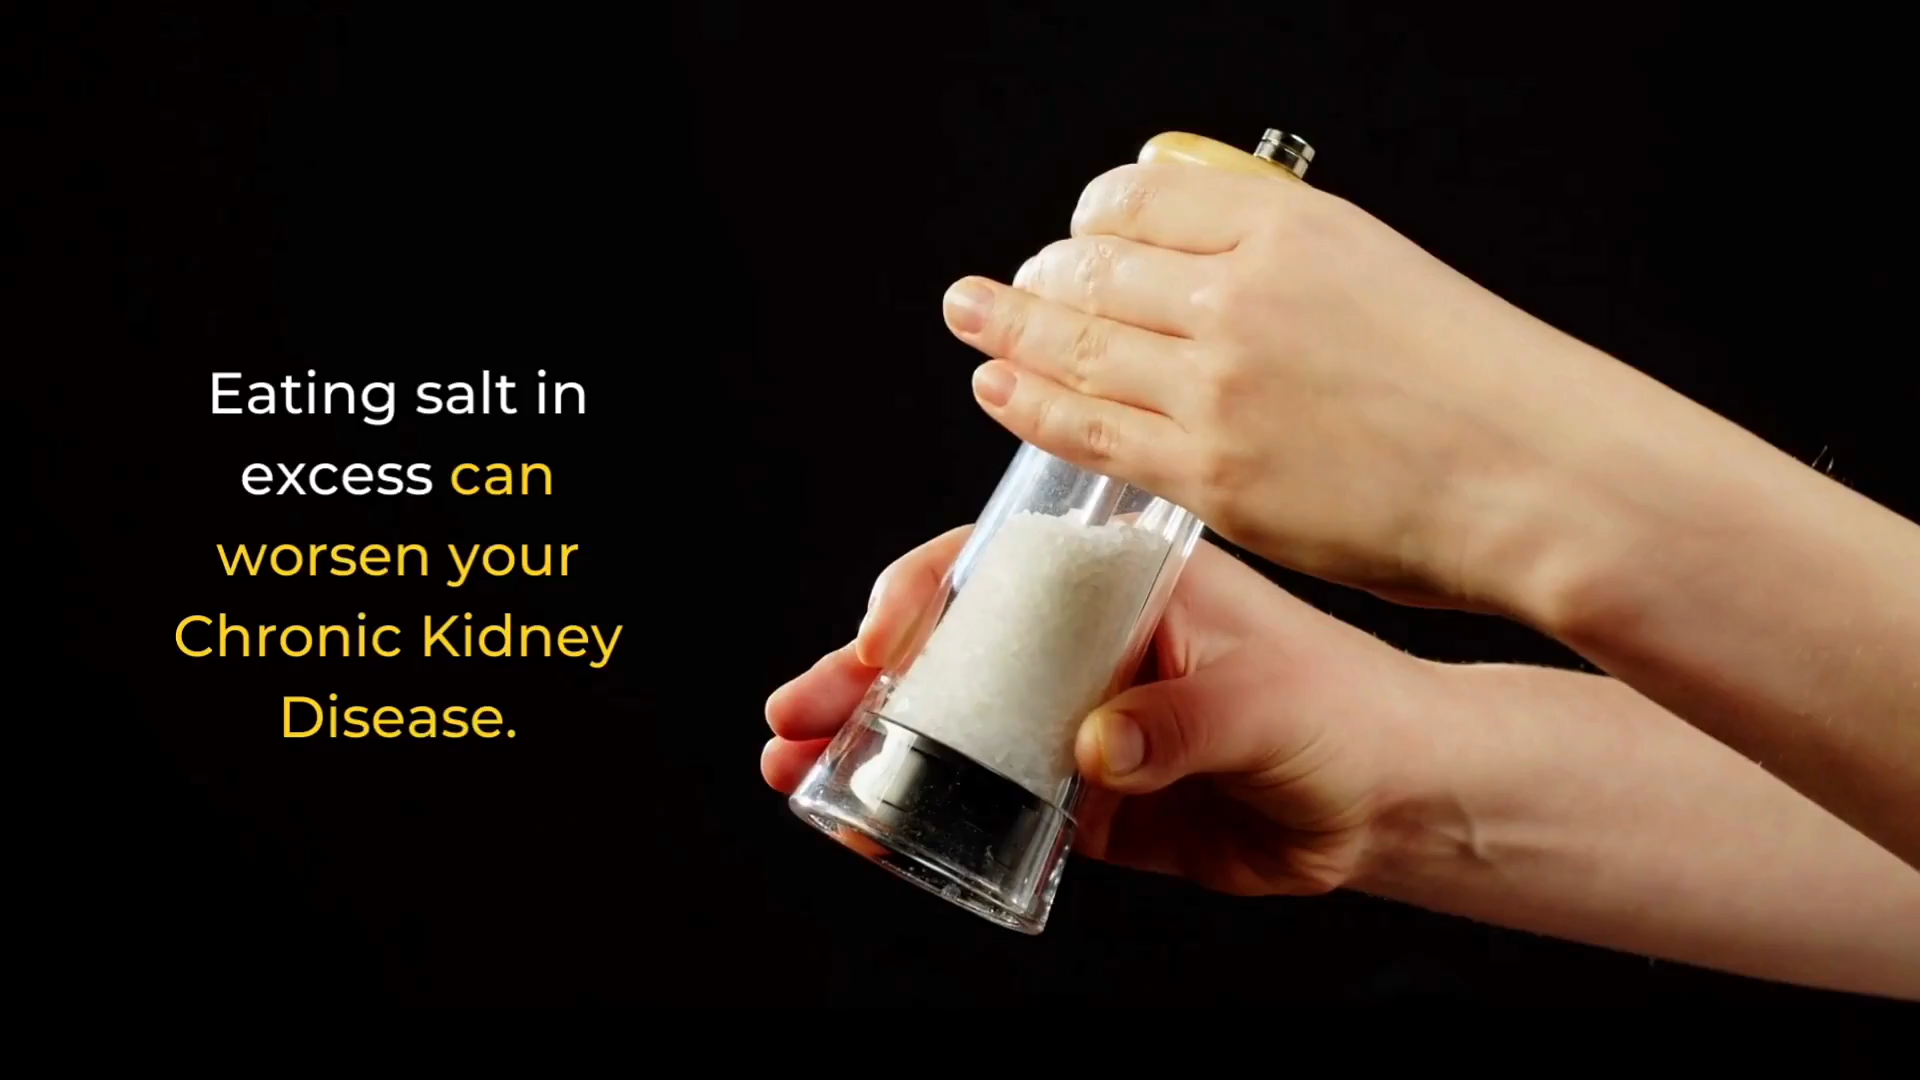 Eating salt in
excess can
worsen your
Chronic Kidney
Disease.